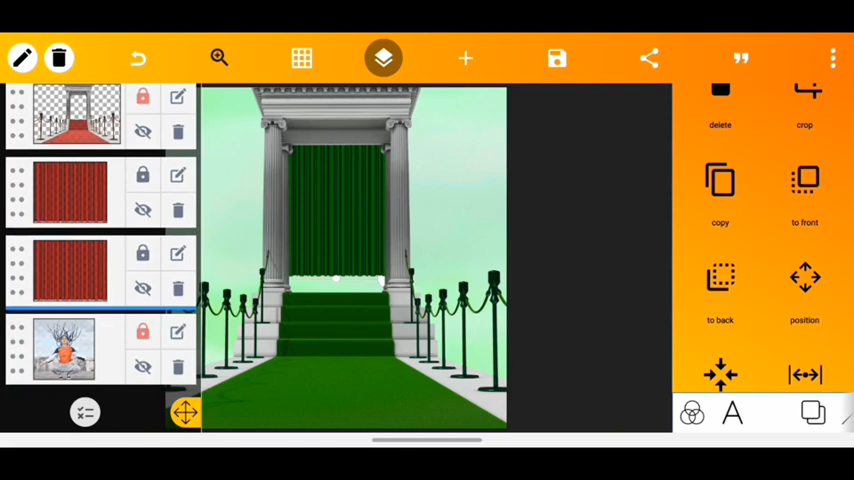 delete
crop
copy
to front
to back
position
A